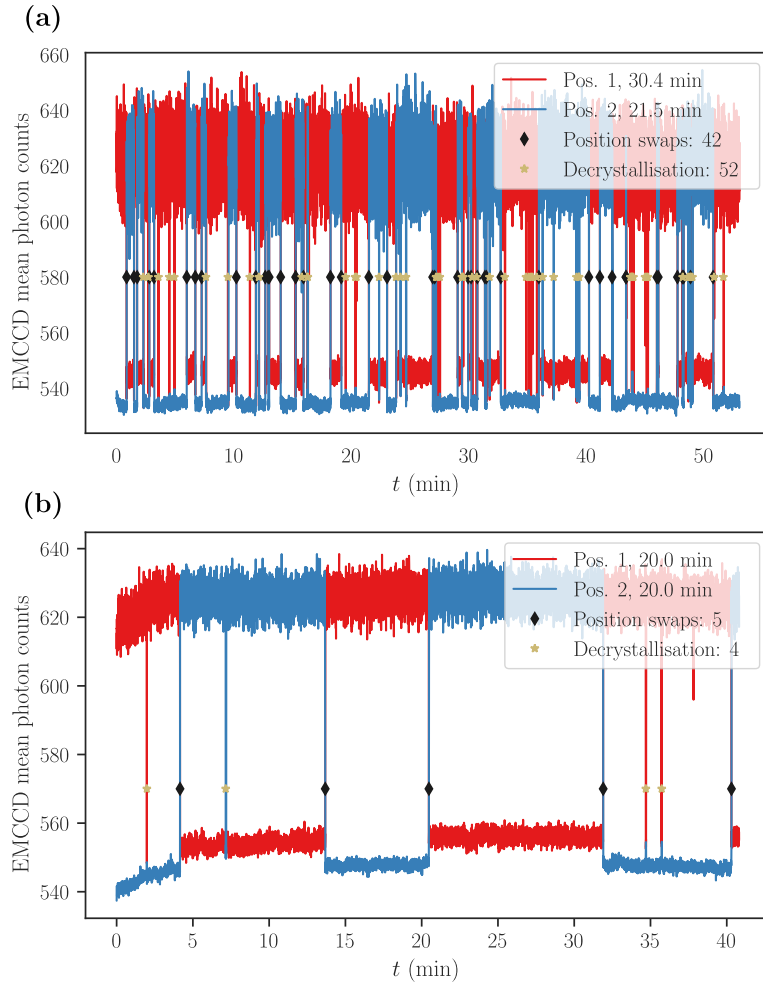 (a)
660
640
620
600
580
560
540
EMCCD mean photon counts
Pos. 1, 30.4 min
Pos. 2, 21.5 min
Position swaps: 42
Decrystallisation: 52
0 10 20 30 40 50
t (min)
(b)
640
620
600
580
560
540
EMCCD mean photon counts
Pos. 1, 20.0 min
Pos. 2, 20.0 min
Position swaps: 5
Decrystallisation: 4
0 5 10 15 20 25 30 35 40
t (min)